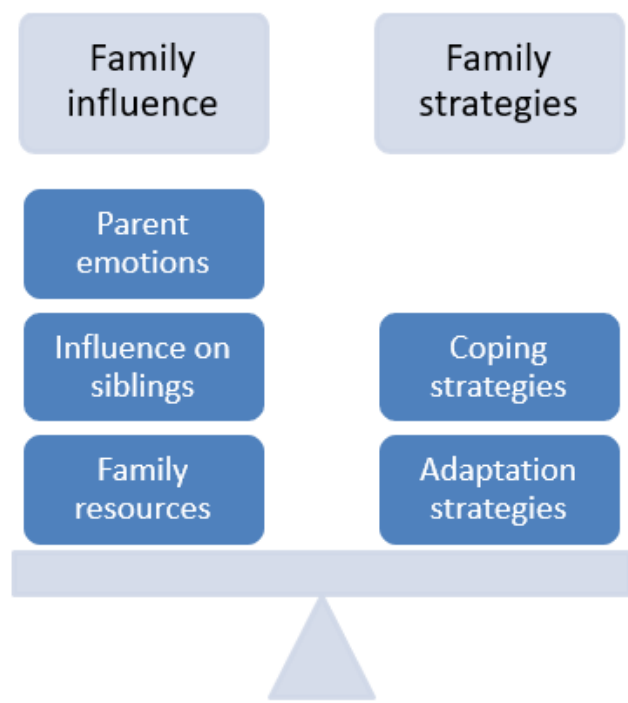 Family
influence
Family
strategies
Parent
emotions
Influence on
siblings
Coping
strategies
Family
resources
Adaptation
strategies